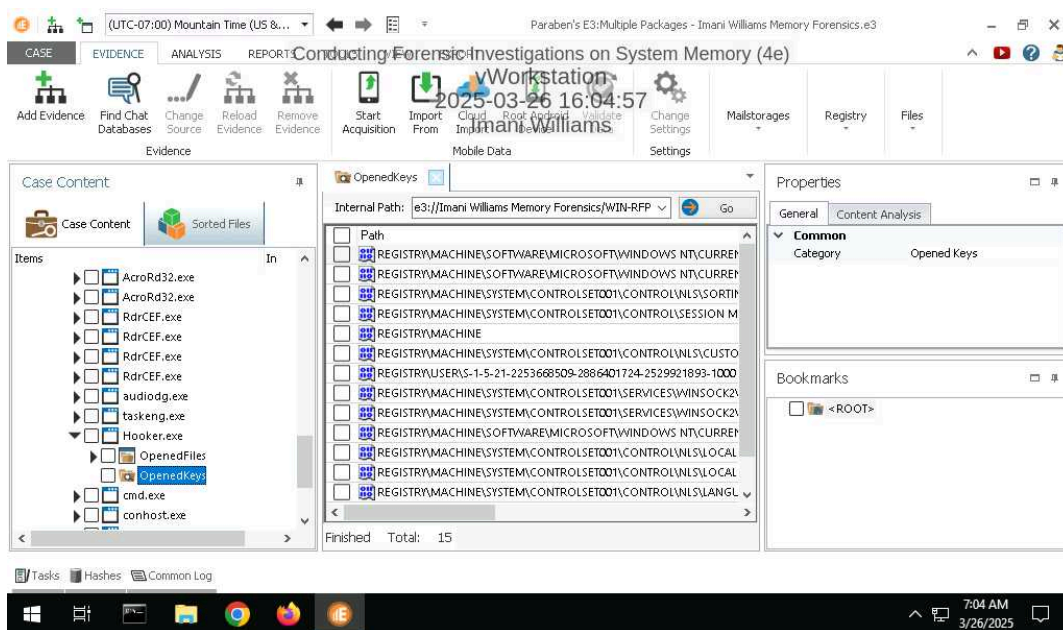 (UTC-07:00) Mountain Time (US &...
Paraben's E3:Multiple Packages - Imani Williams Memory Forensics.e3
CASE EVIDENCE ANALYSIS REPORTS
Conducting Forensic Investigations on System Memory (4e)
vWorkstation
2025-03-26 16:04:57
Imani Williams
Add Evidence
Find Chat Databases
Change Source
Reload Evidence
Remove Evidence
Start Acquisition
Import From
Cloud Import
Root Android Device
Validate
Change Settings
Mailstorages
Registry
Files
Evidence
Mobile Data
Settings
Case Content
Case Content
Sorted Files
Items In
AcroRd32.exe
AcroRd32.exe
RdrCEF.exe
RdrCEF.exe
RdrCEF.exe
RdrCEF.exe
audiodg.exe
taskeng.exe
Hooker.exe
OpenedFiles
OpenedKeys
cmd.exe
conhost.exe
OpenedKeys
Internal Path: e3://Imani Williams Memory Forensics/WIN-RFP Go
Path
REGISTRY\MACHINE\SOFTWARE\MICROSOFT\WINDOWS NT\CURREN
REGISTRY\MACHINE\SOFTWARE\MICROSOFT\WINDOWS NT\CURREN
REGISTRY\MACHINE\SYSTEM\CONTROLSET001\CONTROL\NLS\SORTIN
REGISTRY\MACHINE\SYSTEM\CONTROLSET001\CONTROL\SESSION M
REGISTRY\MACHINE
REGISTRY\MACHINE\SYSTEM\CONTROLSET001\CONTROL\NLS\CUSTO
REGISTRY\USER\S-1-5-21-2253668509-2886401724-2529921893-1000
REGISTRY\MACHINE\SYSTEM\CONTROLSET001\SERVICES\WINSOCK2\
REGISTRY\MACHINE\SYSTEM\CONTROLSET001\SERVICES\WINSOCK2\
REGISTRY\MACHINE\SOFTWARE\MICROSOFT\WINDOWS NT\CURREN
REGISTRY\MACHINE\SYSTEM\CONTROLSET001\CONTROL\NLS\LOCAL
REGISTRY\MACHINE\SYSTEM\CONTROLSET001\CONTROL\NLS\LOCAL
REGISTRY\MACHINE\SYSTEM\CONTROLSET001\CONTROL\NLS\LANGU
Finished Total: 15
Properties
General Content Analysis
Common
Category Opened Keys
Bookmarks
<ROOT>
Tasks Hashes Common Log
7:04 AM
3/26/2025